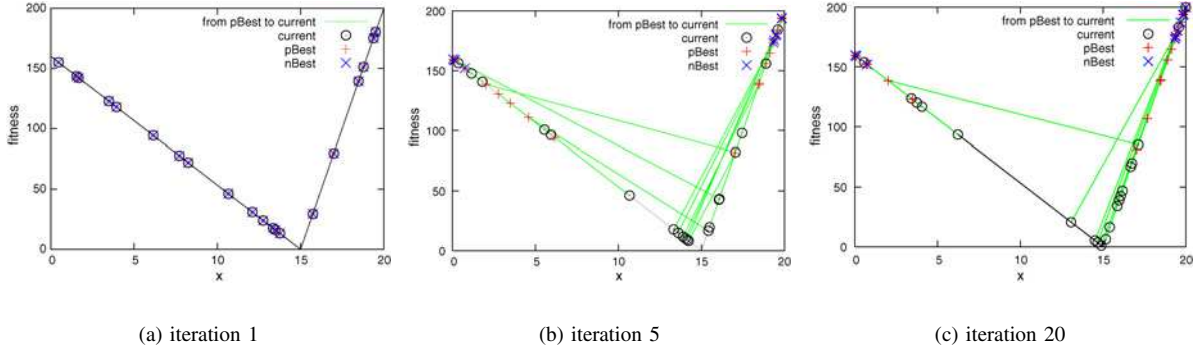 200
150
100
50
0
fitness
0
5
10
15
20
x
from pBest to current
current
pBest
nBest
(a) iteration 1
200
150
100
50
0
fitness
0
5
10
15
20
x
from pBest to current
current
pBest
nBest
(b) iteration 5
200
150
100
50
0
fitness
0
5
10
15
20
x
from pBest to current
current
pBest
nBest
(c) iteration 20